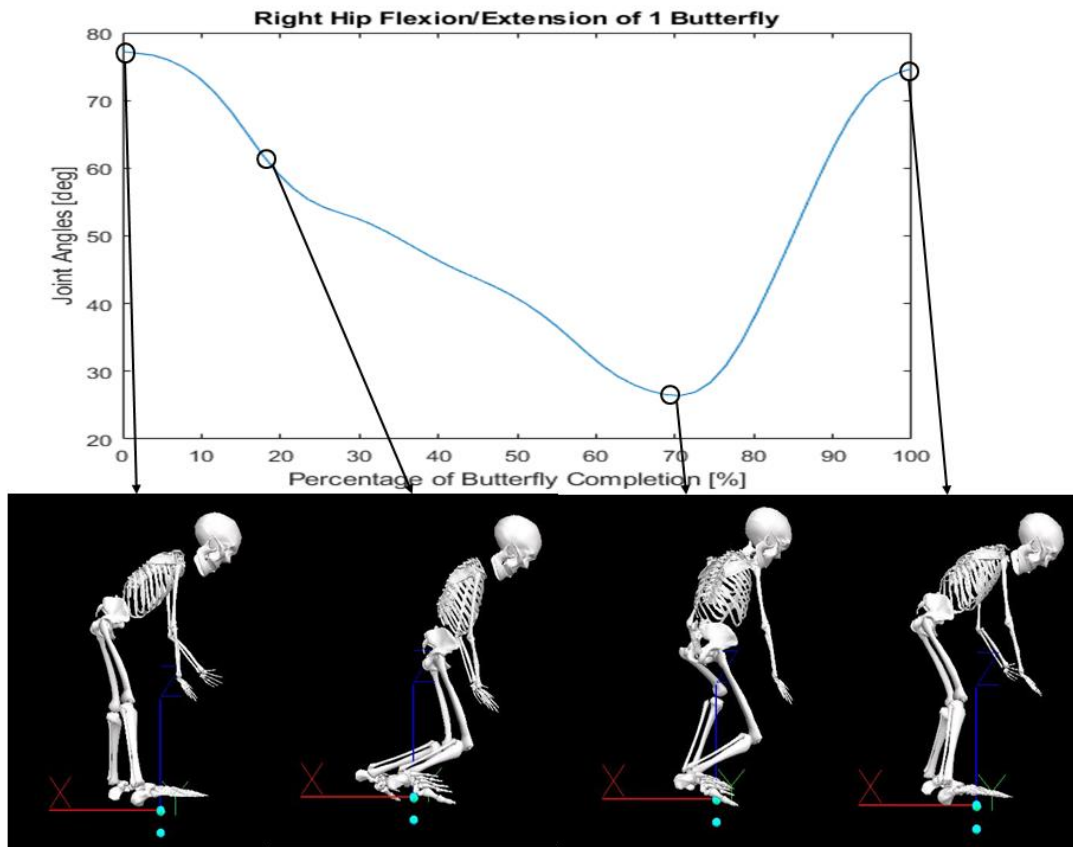 Right Hip Flexion/Extension of 1 Butterfly
80
70
60
50
40
30
20
Joint Angles [deg]
0 10 20 30 40 50 60 70 80 90 100
Percentage of Butterfly Completion [%]
X Z Y
X Z Y
X Z Y
X Z Y